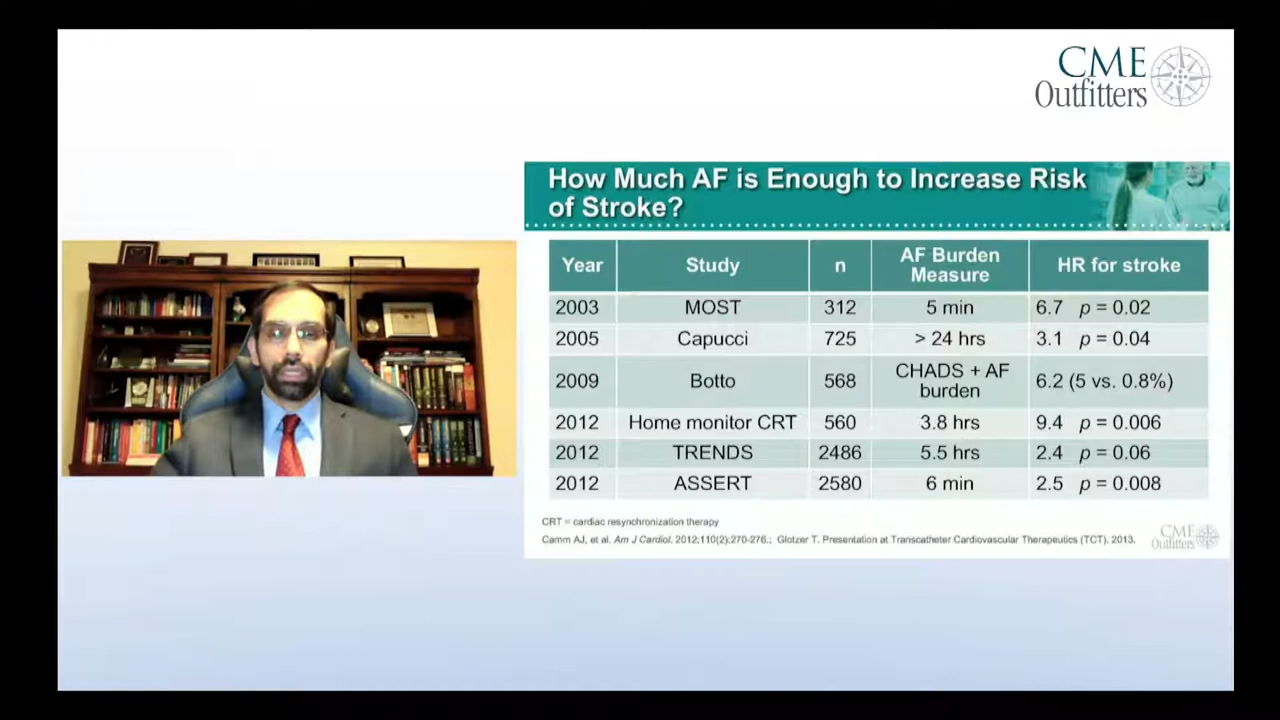 CME
Outfitters
How Much AF is Enough to Increase Risk
of Stroke?
Year Study n AF Burden Measure HR for stroke
2003 MOST 312 5 min 6.7 p = 0.02
2005 Capucci 725 > 24 hrs 3.1 p = 0.04
2009 Botto 568 CHADS + AF burden 6.2 (5 vs. 0.8%)
2012 Home monitor CRT 560 3.8 hrs 9.4 p = 0.006
2012 TRENDS 2486 5.5 hrs 2.4 p = 0.06
2012 ASSERT 2580 6 min 2.5 p = 0.008
CRT = cardiac resynchronization therapy
Camm AJ, et al. Am J Cardiol. 2012;110(2):270-276.; Glotzer T. Presentation at Transcatheter Cardiovascular Therapeutics (TCT). 2013.
CME
Outfitters